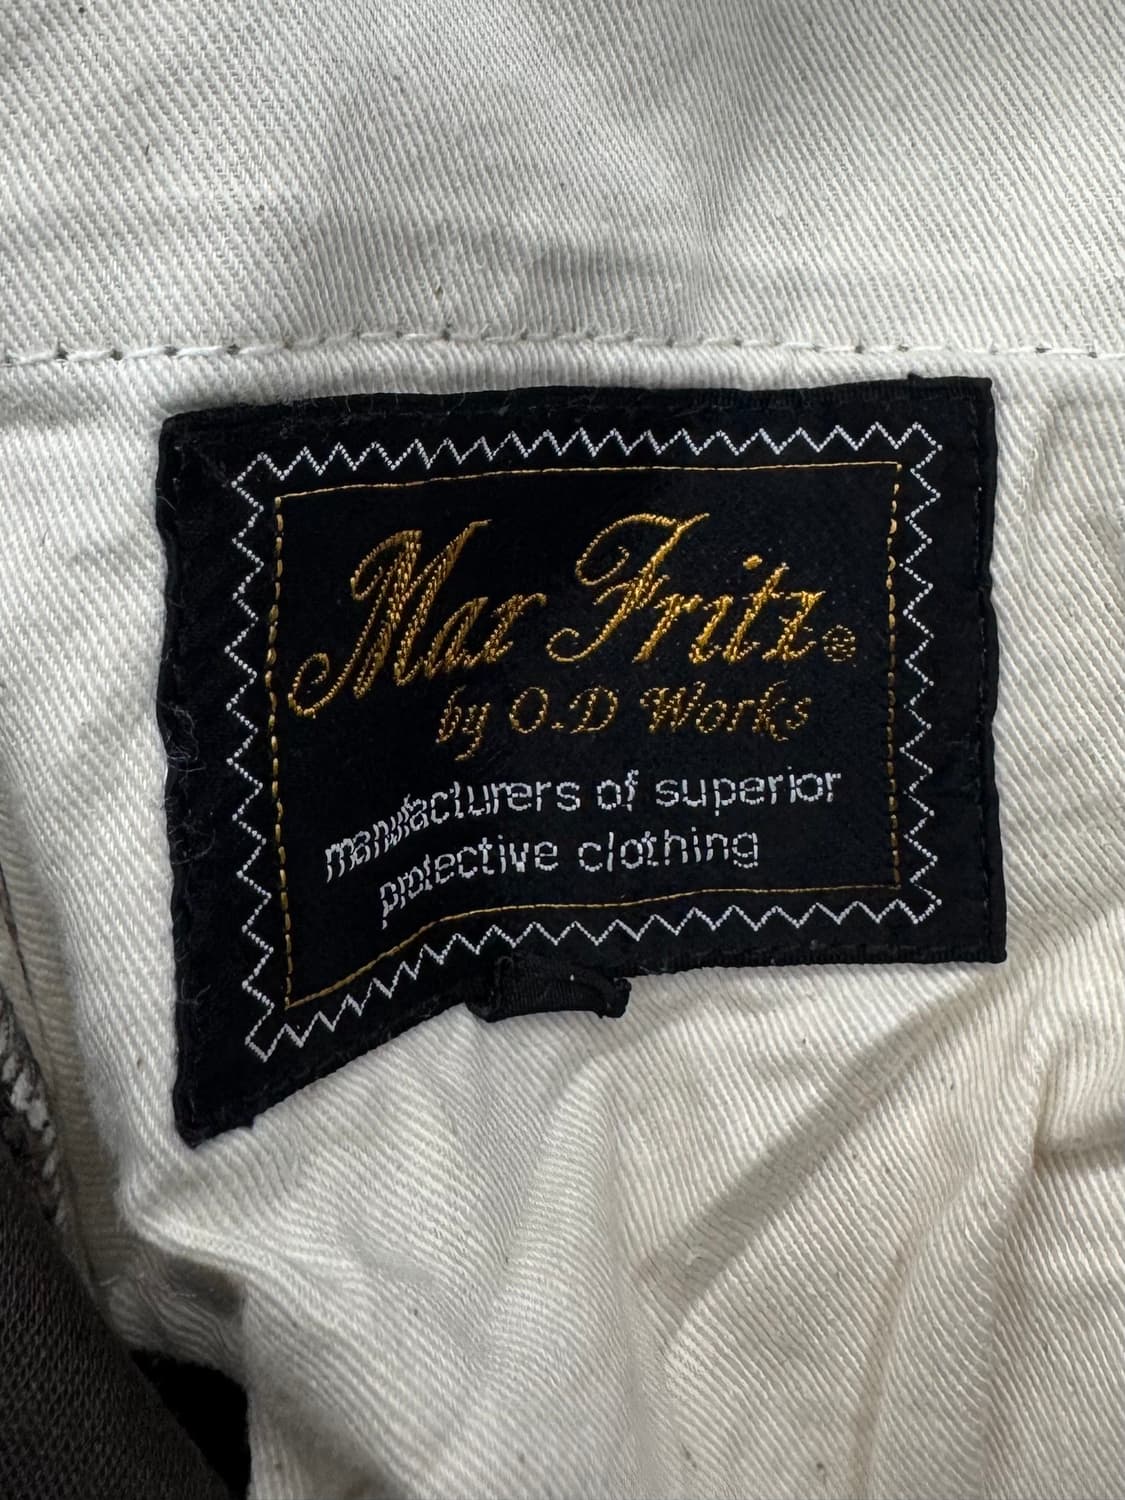 Max Fritz®
by O.D Works
manufacturers of superior
protective clothing